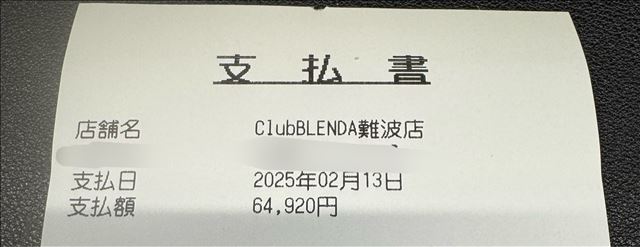 支払書
店舗名 ClubBLENDA難波店
支払日 2025年02月13日
支払額 64,920円